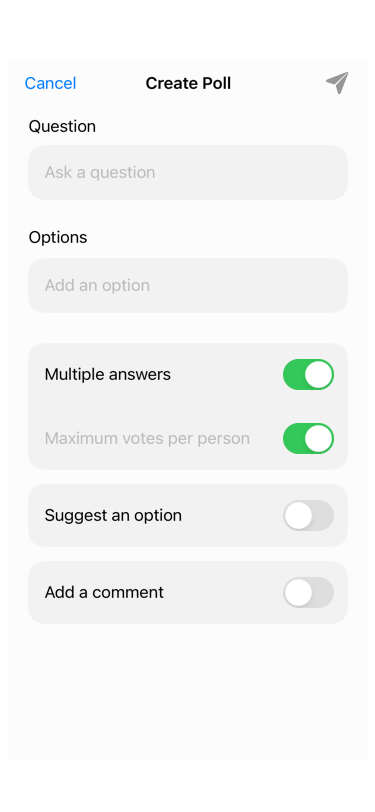 Cancel
Create Poll
Question
Ask a question
Options
Add an option
Multiple answers
Maximum votes per person
Suggest an option
Add a comment